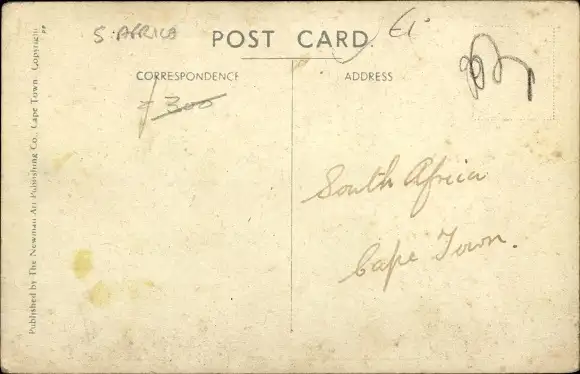 S. AFRICA
POST CARD
CORRESPONDENCE
ADDRESS
300
South Africa
Cape Town.
Published by The Newman Art Publishing Co., Cape Town. Copyright